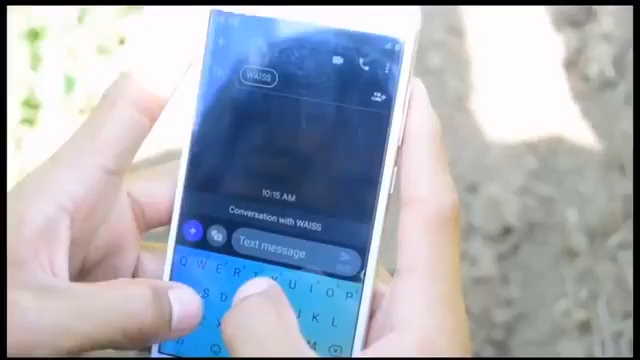 WAISS
10:15 AM
Conversation with WAISS
Text message
Q W E R T Y U I O P
S D
J K L
X
M